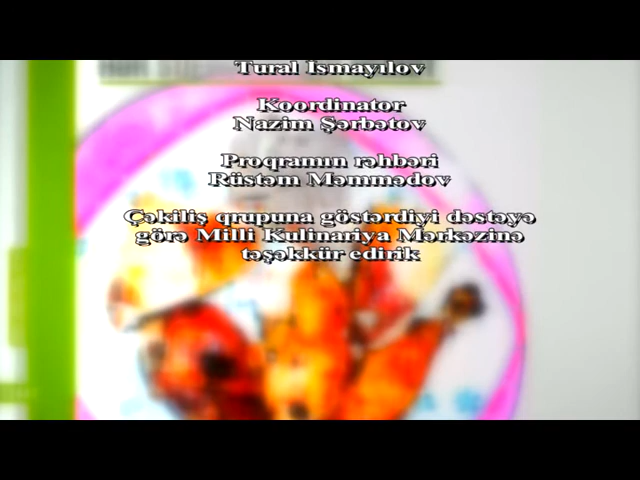 Tural İsmayılov
Koordinator
Nazim Şərbətov
Proqramın rəhbəri
Rüstəm Məmmədov
Çəkiliş qrupuna göstərdiyi dəstəyə
görə Milli Kulinariya Mərkəzinə
təşəkkür edirik